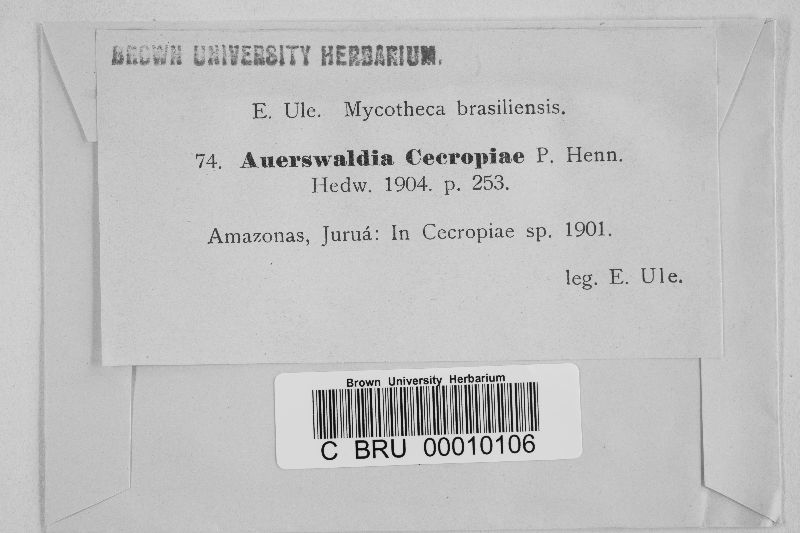 BROWN UNIVERSITY HERBARIUM.
E. Ule. Mycotheca brasiliensis.
74. Auerswaldia Cecropiae P. Henn.
Hedw. 1904. p. 253.
Amazonas, Juruá: In Cecropiae sp. 1901.
leg. E. Ule.
Brown University Herbarium
C BRU 00010106